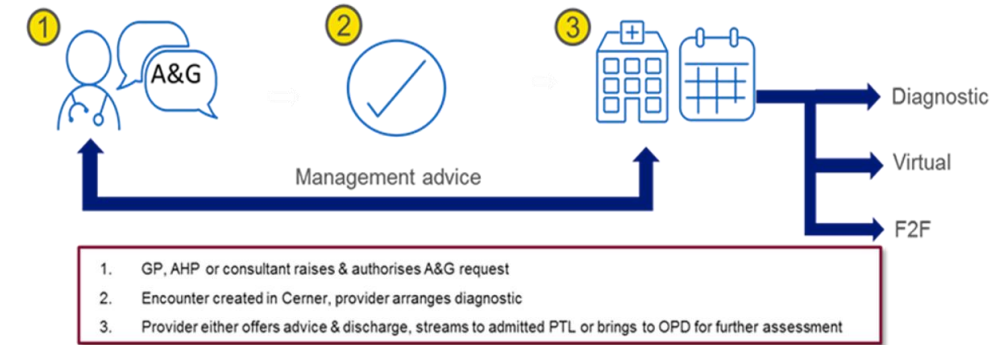 1
2
3
A&G
Diagnostic
Virtual
F2F
Management advice
1. GP, AHP or consultant raises & authorises A&G request
2. Encounter created in Cerner, provider arranges diagnostic
3. Provider either offers advice & discharge, streams to admitted PTL or brings to OPD for further assessment